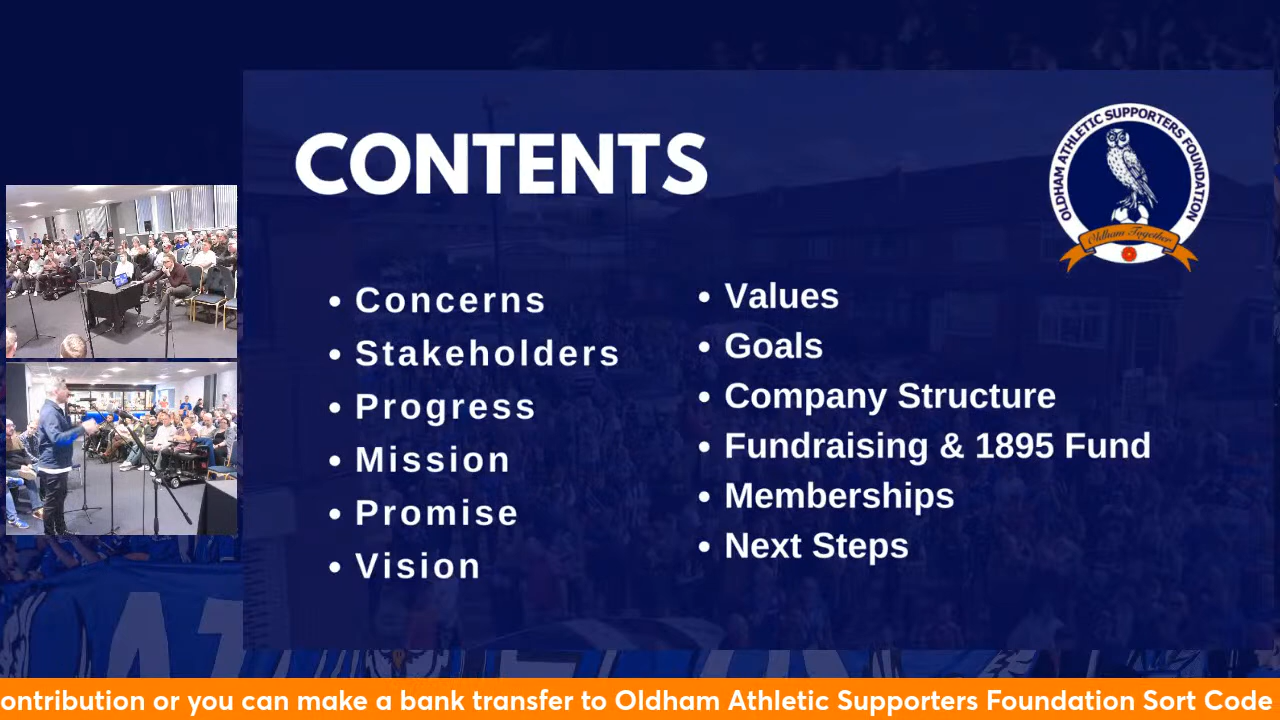 CONTENTS
OLDHAM ATHLETIC SUPPORTERS FOUNDATION
Oldham Together
• Concerns
• Stakeholders
• Progress
• Mission
• Promise
• Vision
• Values
• Goals
• Company Structure
• Fundraising & 1895 Fund
• Memberships
• Next Steps
ontribution or you can make a bank transfer to Oldham Athletic Supporters Foundation Sort Code